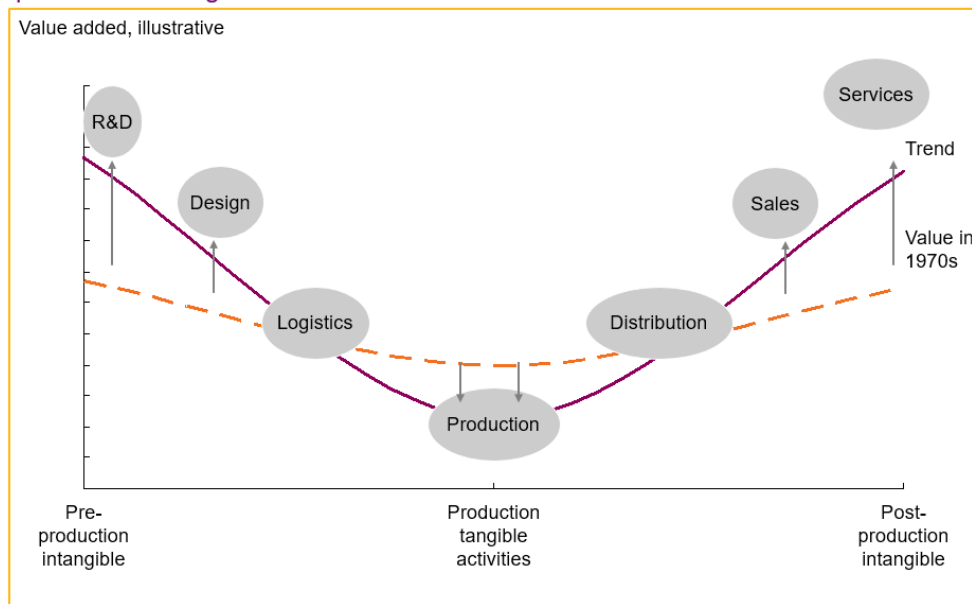 Value added, illustrative
R&D
Services
Design
Sales
Trend
Value in
1970s
Logistics
Distribution
Production
Pre-
production
intangible
Production
tangible
activities
Post-
production
intangible